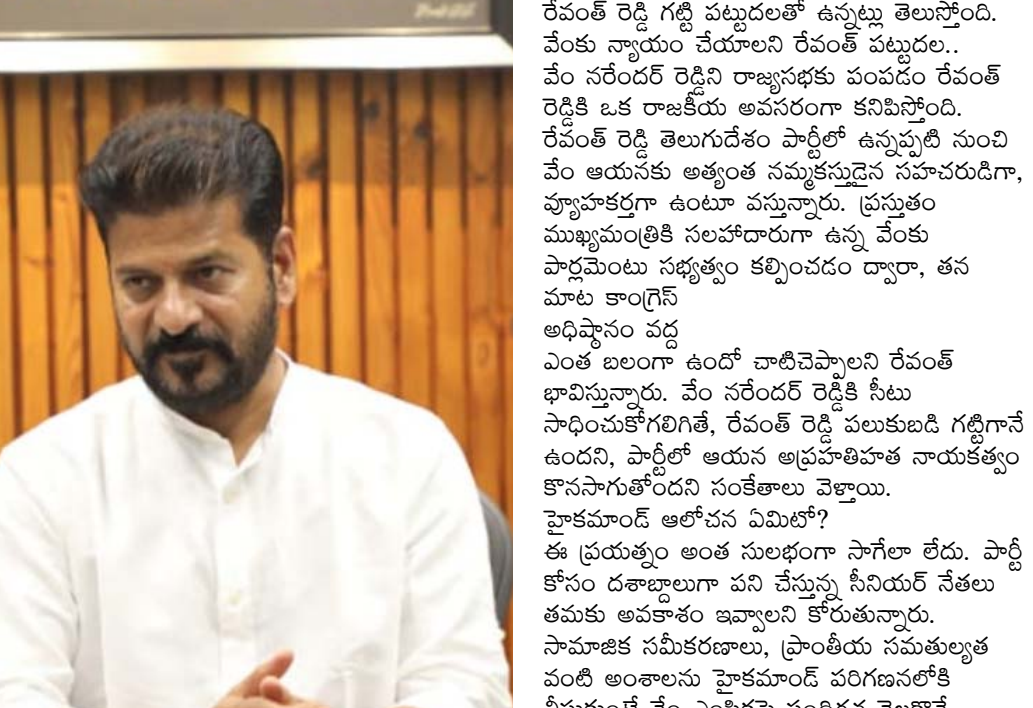 రేవంత్ రెడ్డి గట్టి పట్టుదలతో ఉన్నట్లు తెలుస్తోంది.
వేంకు న్యాయం చేయాలని రేవంత్ పట్టుదల..
వేం నరేందర్ రెడ్డిని రాజ్యసభకు పంపడం రేవంత్
రెడ్డికి ఒక రాజకీయ అవసరంగా కనిపిస్తోంది.
రేవంత్ రెడ్డి తెలుగుదేశం పార్టీలో ఉన్నప్పటి నుంచి
వేం ఆయనకు అత్యంత నమ్మకస్తుడైన సహచరుడిగా,
వ్యూహకర్తగా ఉంటూ వస్తున్నారు. ప్రస్తుతం
ముఖ్యమంత్రికి సలహాదారుగా ఉన్న వేంకు
పార్లమెంటు సభ్యత్వం కల్పించడం ద్వారా, తన
మాట కాంగ్రెస్
అధిష్ఠానం వద్ద
ఎంత బలంగా ఉందో చాటిచెప్పాలని రేవంత్
భావిస్తున్నారు. వేం నరేందర్ రెడ్డికి సీటు
సాధించుకోగలిగితే, రేవంత్ రెడ్డి పలుకుబడి గట్టిగానే
ఉందని, పార్టీలో ఆయన అప్రహతిహత నాయకత్వం
కొనసాగుతోందని సంకేతాలు వెళ్తాయి.
హైకమాండ్ ఆలోచన ఏమిటో?
ఈ ప్రయత్నం అంత సులభంగా సాగేలా లేదు. పార్టీ
కోసం దశాబ్దాలుగా పని చేస్తున్న సీనియర్ నేతలు
తమకు అవకాశం ఇవ్వాలని కోరుతున్నారు.
సామాజిక సమీకరణాలు, ప్రాంతీయ సమతుల్యత
వంటి అంశాలను హైకమాండ్ పరిగణనలోకి